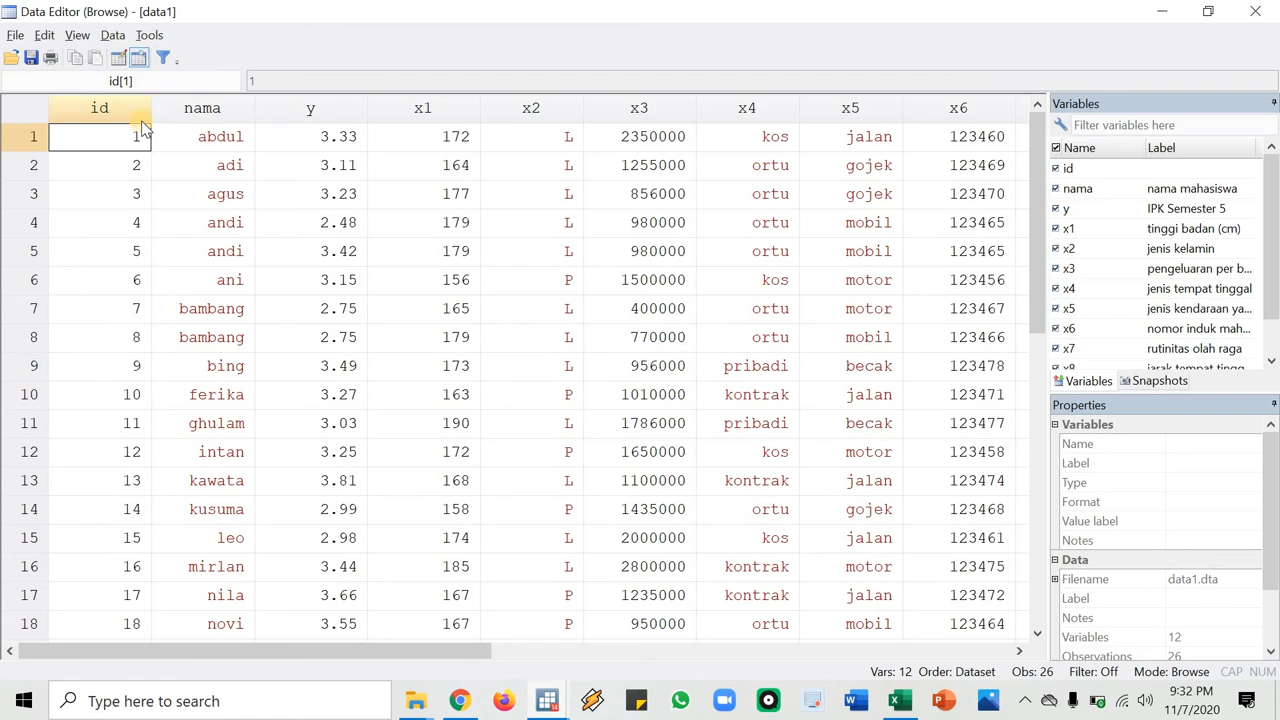 Data Editor (Browse) - [data1]
File Edit View Data Tools
id[1] 1
id nama y x1 x2 x3 x4 x5 x6
1 1 abdul 3.33 172 L 2350000 kos jalan 123460
2 2 adi 3.11 164 L 1255000 ortu gojek 123469
3 3 agus 3.23 177 L 856000 ortu gojek 123470
4 4 andi 2.48 179 L 980000 ortu mobil 123465
5 5 andi 3.42 179 L 980000 ortu mobil 123465
6 6 ani 3.15 156 P 1500000 kos motor 123456
7 7 bambang 2.75 165 L 400000 ortu motor 123467
8 8 bambang 2.75 179 L 770000 ortu mobil 123466
9 9 bing 3.49 173 L 956000 pribadi becak 123478
10 10 ferika 3.27 163 P 1010000 kontrak jalan 123471
11 11 ghulam 3.03 190 L 1786000 pribadi becak 123477
12 12 intan 3.25 172 P 1650000 kos motor 123458
13 13 kawata 3.81 168 L 1100000 kontrak jalan 123474
14 14 kusuma 2.99 158 P 1435000 ortu gojek 123468
15 15 leo 2.98 174 L 2000000 kos jalan 123461
16 16 mirlan 3.44 185 L 2800000 kontrak motor 123475
17 17 nila 3.66 167 P 1235000 kontrak jalan 123472
18 18 novi 3.55 167 P 950000 ortu mobil 123464
Variables
Filter variables here
Name Label
id
nama nama mahasiswa
y IPK Semester 5
x1 tinggi badan (cm)
x2 jenis kelamin
x3 pengeluaran per b...
x4 jenis tempat tinggal
x5 jenis kendaraan ya...
x6 nomor induk mah...
x7 rutinitas olah raga
x8 jarak tempat tingg...
Variables Snapshots
Properties
Variables
Name
Label
Type
Format
Value label
Notes
Data
Filename data1.dta
Label
Notes
Variables 12
Observations 26
Vars: 12 Order: Dataset Obs: 26 Filter: Off Mode: Browse CAP NUM
Type here to search
9:32 PM
11/7/2020